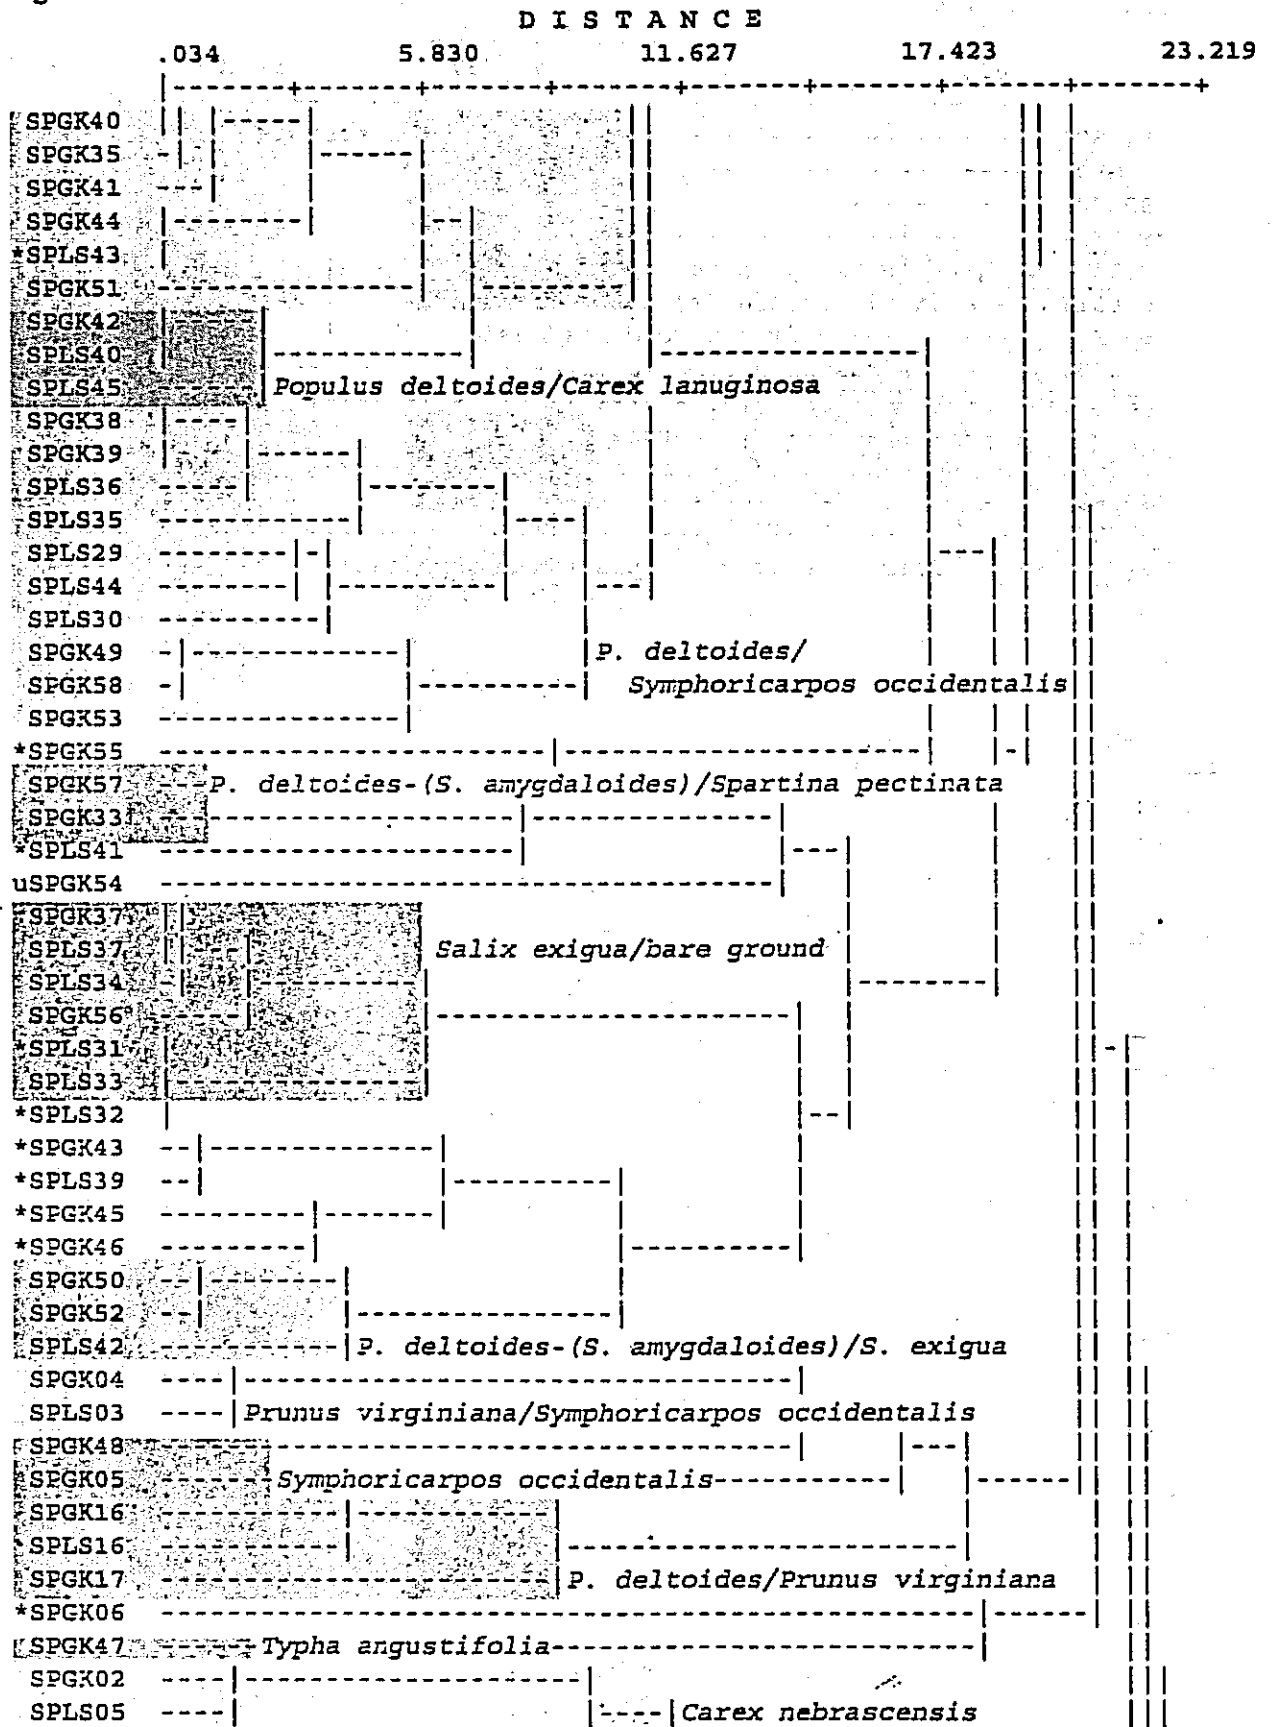 D I S T A N C E
.034 5.830 11.627 17.423 23.219
SPGK40
SPGK35
SPGK41
SPGK44
*SPLS43
SPGK51
SPGK42
SPLS40
SPLS45 Populus deltoides/Carex lanuginosa
SPGK38
SPGK39
SPLS36
SPLS35
SPLS29
SPLS44
SPLS30
SPGK49 P. deltoides/
SPGK58 Symphoricarpos occidentalis
SPGK53
*SPGK55
SPGK57 P. deltoides-(S. amygdaloides)/Spartina pectinata
SPGK33
*SPLS41
uSPGK54
SPGK37
SPLS37 Salix exigua/bare ground
SPLS34
SPGK56
*SPLS31
SPLS33
*SPLS32
*SPGK43
*SPLS39
*SPGK45
*SPGK46
SPGK50
SPGK52
SPLS42 P. deltoides-(S. amygdaloides)/S. exigua
SPGK04
SPLS03 Prunus virginiana/Symphoricarpos occidentalis
SPGK48
SPGK05 Symphoricarpos occidentalis
SPGK16
SPLS16
SPGK17 P. deltoides/Prunus virginiana
*SPGK06
SPGK47 Typha angustifolia
SPGK02
SPLS05 Carex nebrascensis